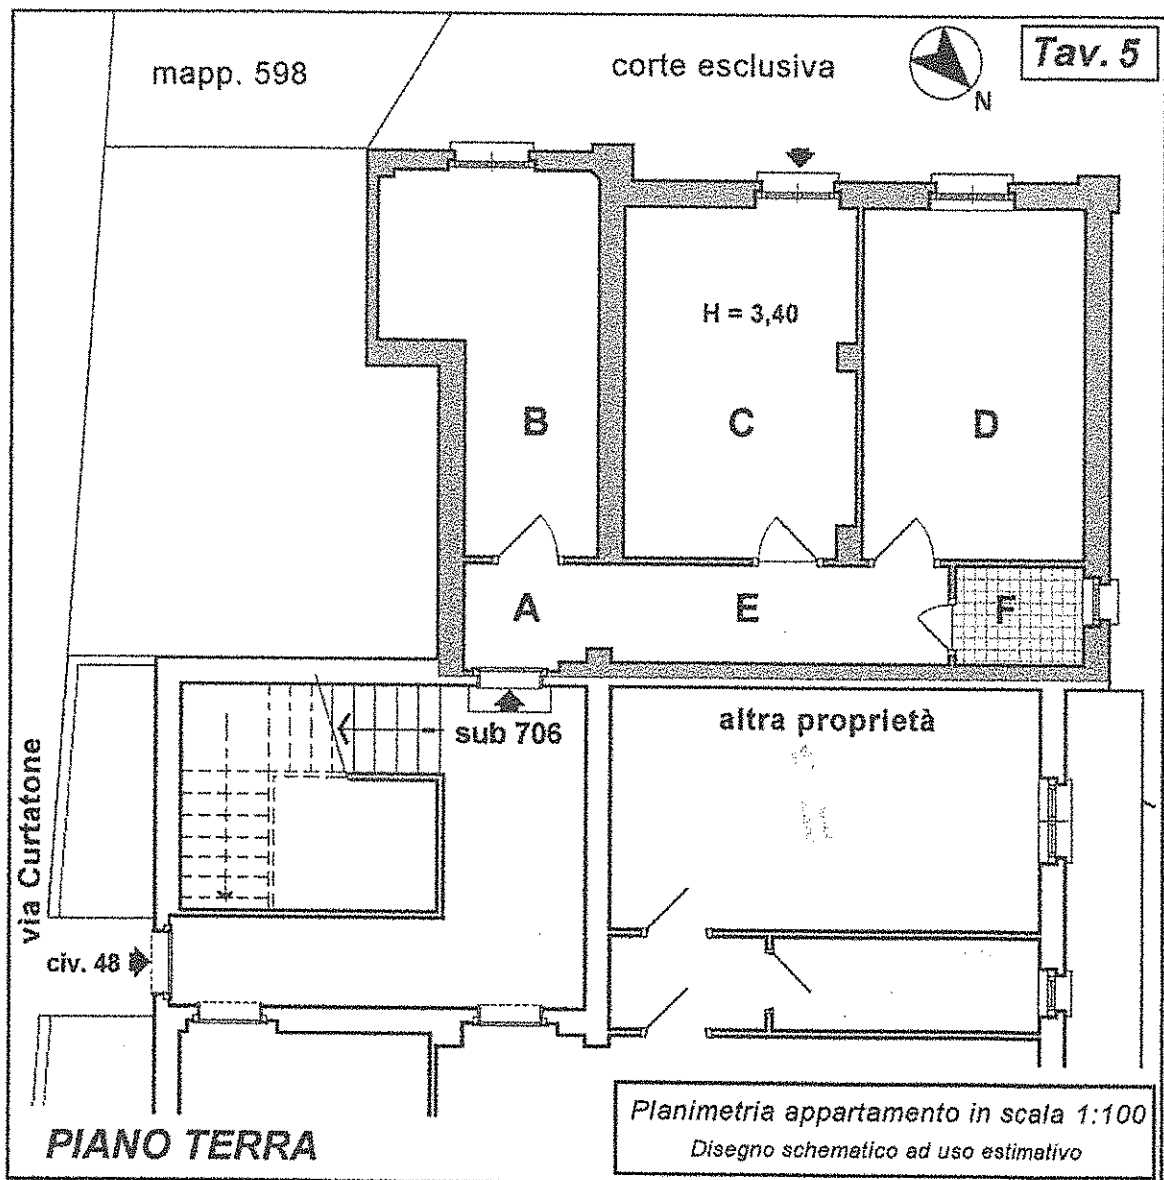 mapp. 598
corte esclusiva
Tav. 5
N
H = 3,40
B
C
D
A
E
F
sub 706
altra proprietà
via Curtatone
civ. 48
PIANO TERRA
Planimetria appartamento in scala 1:100
Disegno schematico ad uso estimativo